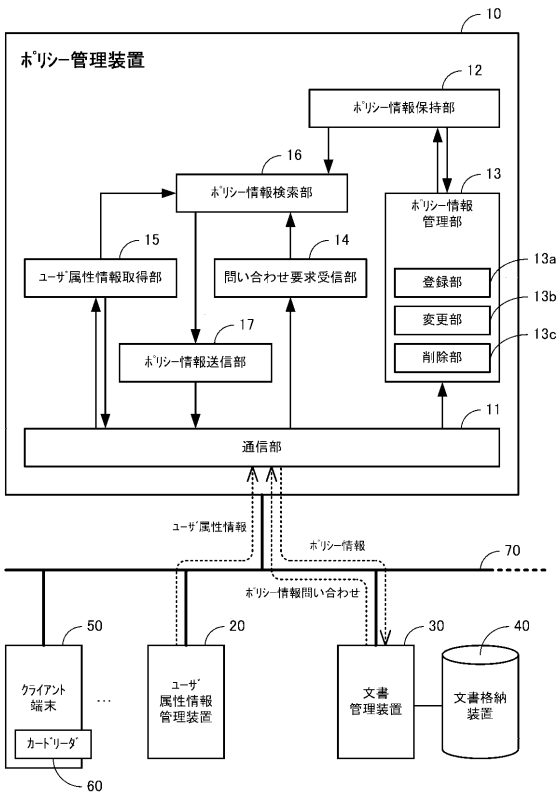 10
ポリシー管理装置
12
ポリシー情報保持部
16
ポリシー情報検索部
13
ポリシー情報
管理部
15
ユーザ属性情報取得部
14
問い合わせ要求受信部
13a
登録部
13b
変更部
13c
削除部
17
ポリシー情報送信部
11
通信部
ユーザ属性情報
ポリシー情報
70
ポリシー情報問い合わせ
50
クライアント
端末
カードリーダ
60
...
20
ユーザ
属性情報
管理装置
30
文書
管理装置
40
文書格納
装置